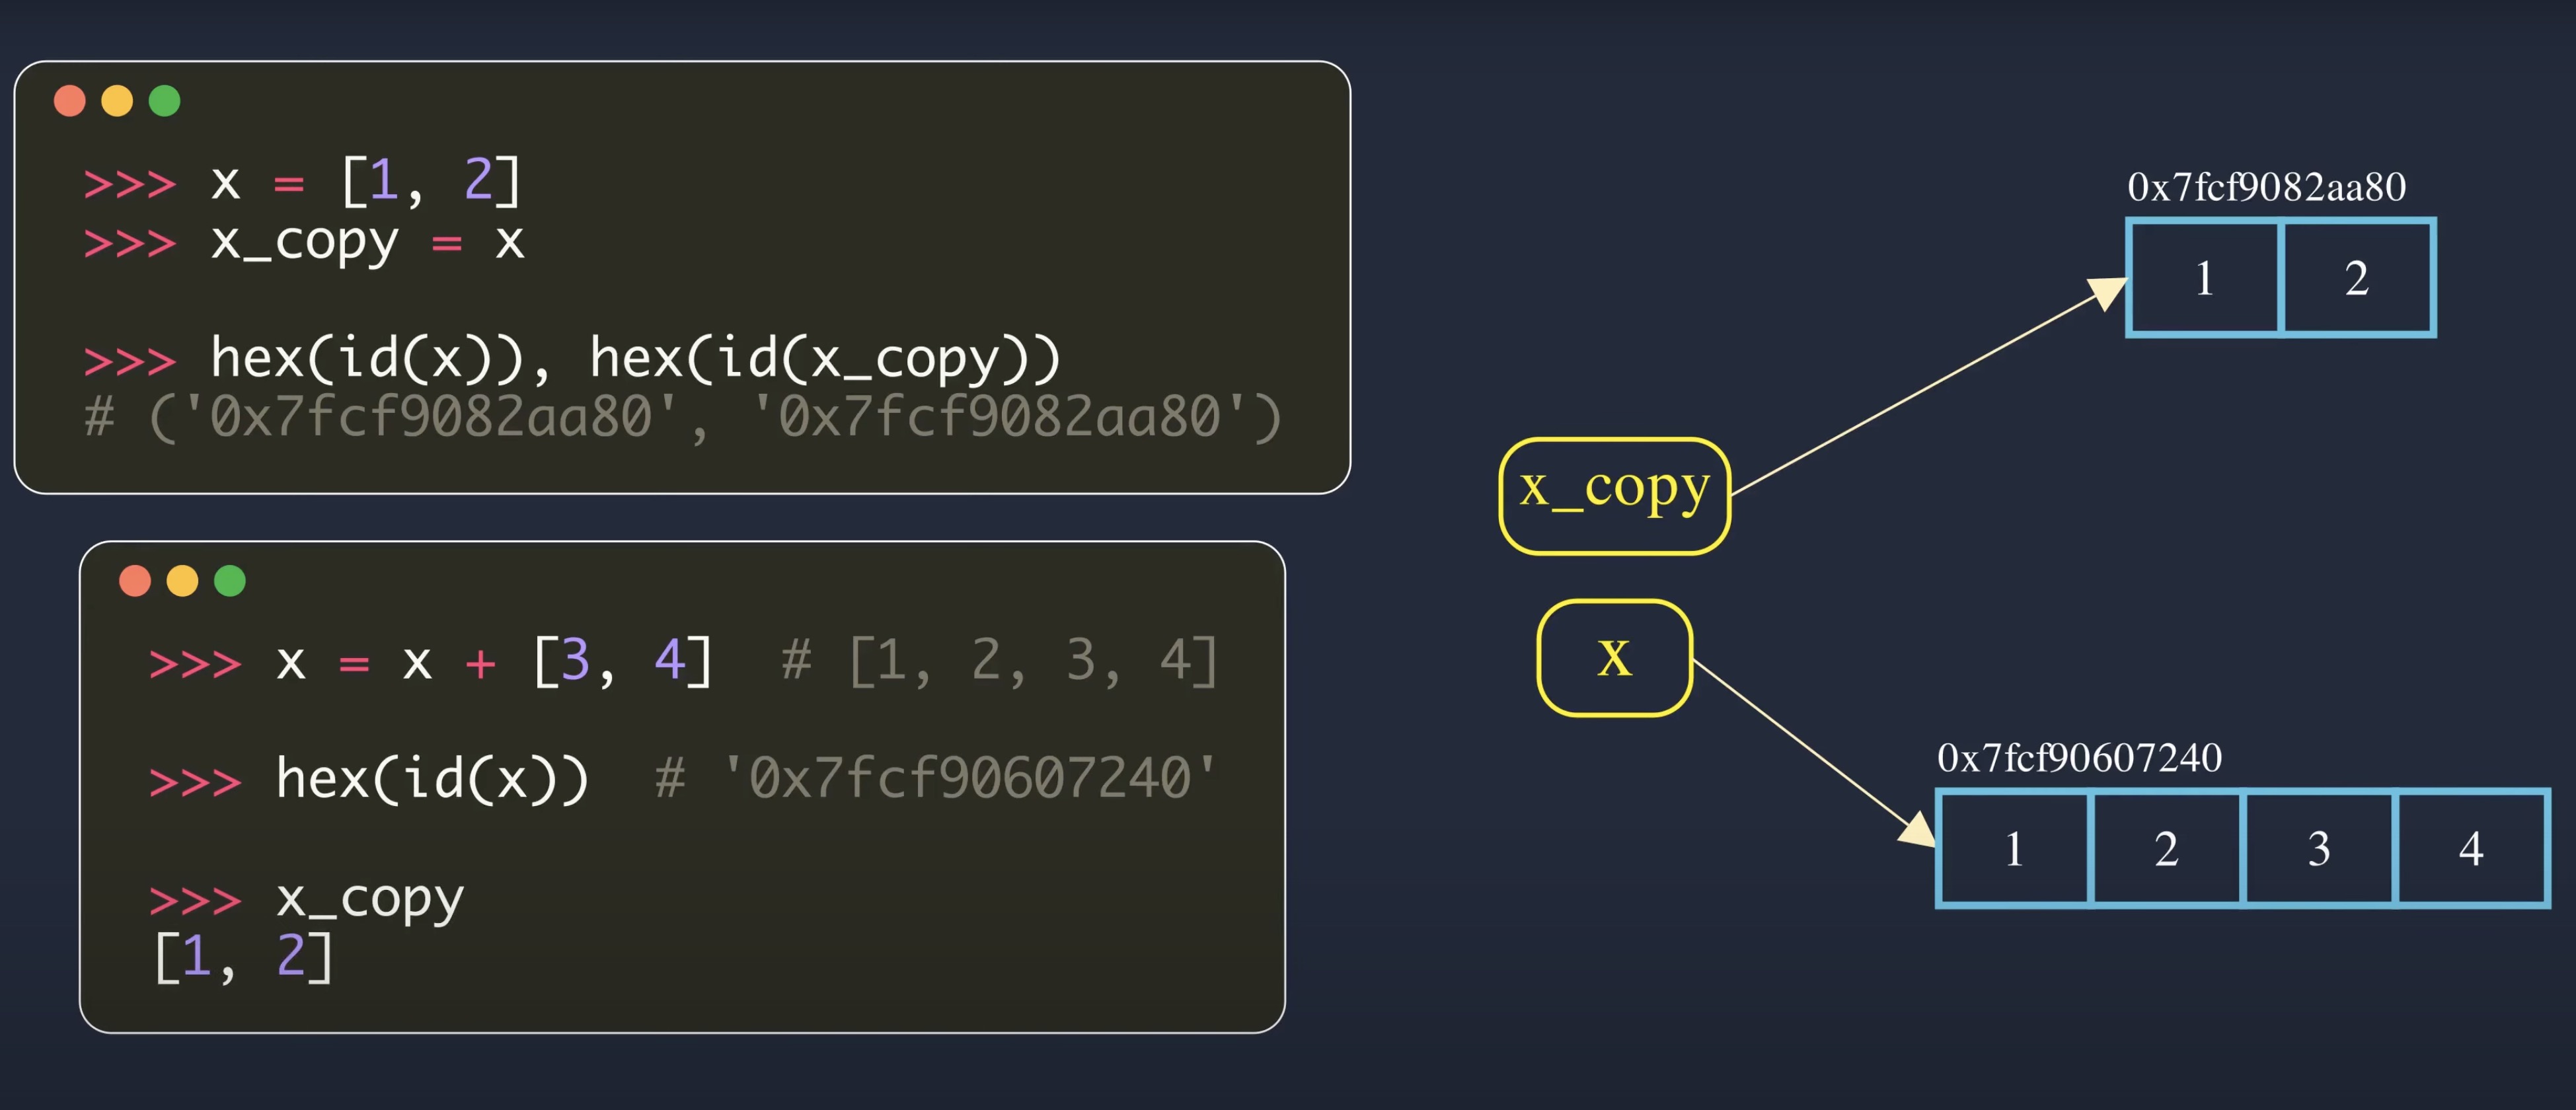 >>> x = [1, 2]
>>> x_copy = x
>>> hex(id(x)), hex(id(x_copy))
# ('0x7fcf9082aa80', '0x7fcf9082aa80')
>>> x = x + [3, 4]  # [1, 2, 3, 4]
>>> hex(id(x))  # '0x7fcf90607240'
>>> x_copy
[1, 2]
0x7fcf9082aa80
1 2
x_copy
x
0x7fcf90607240
1 2 3 4